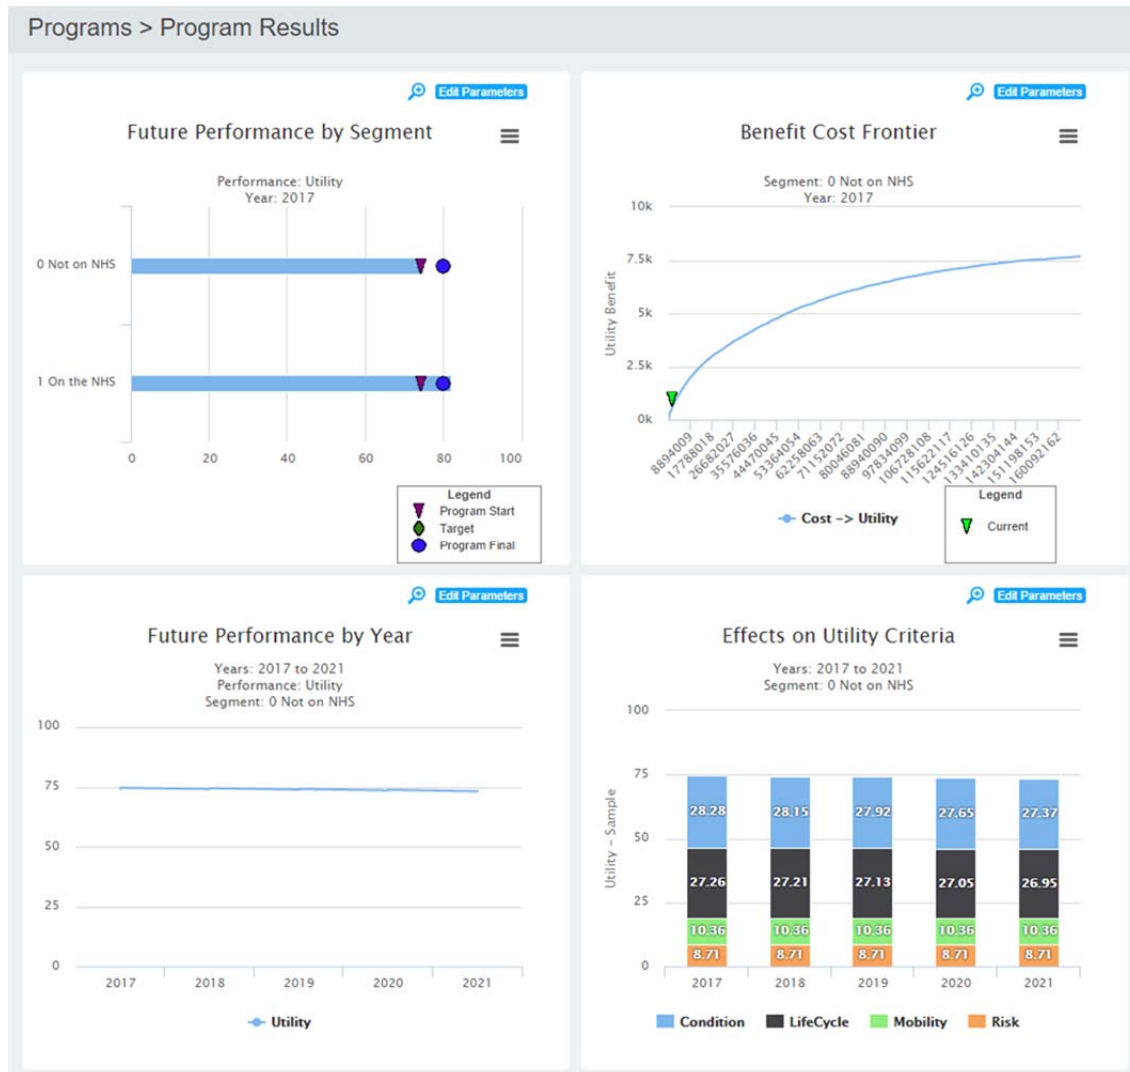 Programs > Program Results
Edit Parameters
Future Performance by Segment
Performance: Utility
Year: 2017
0 Not on NHS
1 On the NHS
0 20 40 60 80 100
Legend
Program Start
Target
Program Final
Edit Parameters
Benefit Cost Frontier
Segment: 0 Not on NHS
Year: 2017
Utility Benefit
10k
7.5k
5k
2.5k
0k
8894009 17788018 26682027 35576036 44470045 53364054 62258063 71152072 80046081 88940090 97834099 106728108 115622117 124516126 133410135 142304144 151198153 160092162
Cost -> Utility
Legend
Current
Edit Parameters
Future Performance by Year
Years: 2017 to 2021
Performance: Utility
Segment: 0 Not on NHS
100
75
50
25
0
2017 2018 2019 2020 2021
Utility
Edit Parameters
Effects on Utility Criteria
Years: 2017 to 2021
Segment: 0 Not on NHS
Utility - Sample
100
75
50
25
0
28.28 28.15 27.92 27.65 27.37
27.26 27.21 27.13 27.05 26.95
10.36 10.36 10.36 10.36 10.36
8.71 8.71 8.71 8.71 8.71
2017 2018 2019 2020 2021
Condition LifeCycle Mobility Risk